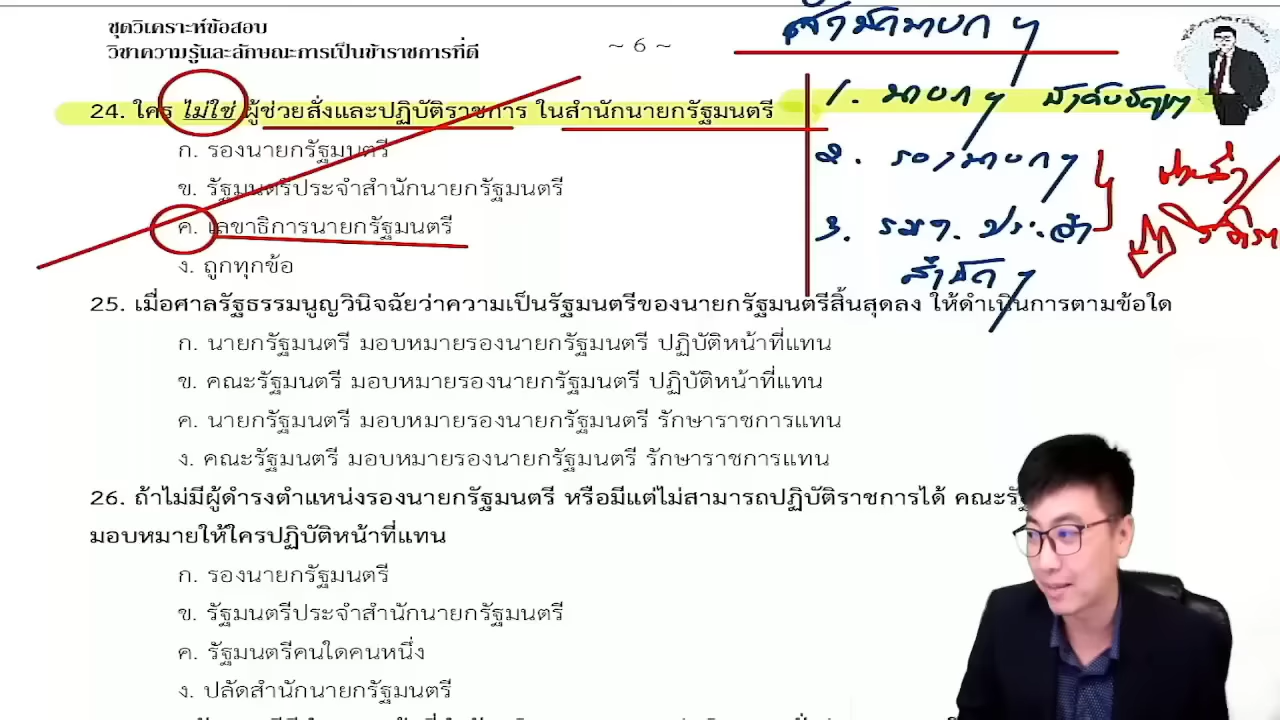 ชุดวิเคราะห์ข้อสอบ
วิชาความรู้และลักษณะการเป็นข้าราชการที่ดี
~ 6 ~
สำนักนายก ฯ
24. ใคร ไม่ใช่ ผู้ช่วยสั่งและปฏิบัติราชการ ในสำนักนายกรัฐมนตรี
ก. รองนายกรัฐมนตรี
ข. รัฐมนตรีประจำสำนักนายกรัฐมนตรี
ค. เลขาธิการนายกรัฐมนตรี
ง. ถูกทุกข้อ
1. นายก ฯ บังคับบัญชา
2. รองนายก ฯ
3. รมต. ประจำ
สำนัก ฯ
25. เมื่อศาลรัฐธรรมนูญวินิจฉัยว่าความเป็นรัฐมนตรีของนายกรัฐมนตรีสิ้นสุดลง ให้ดำเนินการตามข้อใด
ก. นายกรัฐมนตรี มอบหมายรองนายกรัฐมนตรี ปฏิบัติหน้าที่แทน
ข. คณะรัฐมนตรี มอบหมายรองนายกรัฐมนตรี ปฏิบัติหน้าที่แทน
ค. นายกรัฐมนตรี มอบหมายรองนายกรัฐมนตรี รักษาราชการแทน
ง. คณะรัฐมนตรี มอบหมายรองนายกรัฐมนตรี รักษาราชการแทน
26. ถ้าไม่มีผู้ดำรงตำแหน่งรองนายกรัฐมนตรี หรือมีแต่ไม่สามารถปฏิบัติราชการได้
มอบหมายให้ใครปฏิบัติหน้าที่แทน
ก. รองนายกรัฐมนตรี
ข. รัฐมนตรีประจำสำนักนายกรัฐมนตรี
ค. รัฐมนตรีคนใดคนหนึ่ง
ง. ปลัดสำนักนายกรัฐมนตรี